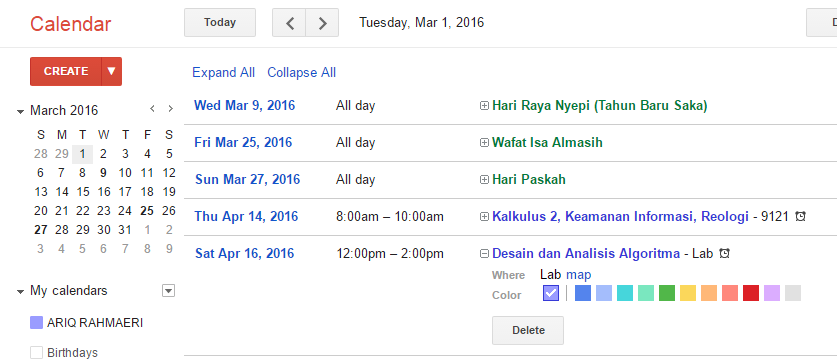 Calendar Today Tuesday, Mar 1, 2016
CREATE
Expand All Collapse All
March 2016
S M T W T F S
28 29 1 2 3 4 5
6 7 8 9 10 11 12
13 14 15 16 17 18 19
20 21 22 23 24 25 26
27 28 29 30 31 1 2
3 4 5 6 7 8 9
My calendars
ARIQ RAHMAERI
Birthdays
Wed Mar 9, 2016 All day Hari Raya Nyepi (Tahun Baru Saka)
Fri Mar 25, 2016 All day Wafat Isa Almasih
Sun Mar 27, 2016 All day Hari Paskah
Thu Apr 14, 2016 8:00am – 10:00am Kalkulus 2, Keamanan Informasi, Reologi - 9121
Sat Apr 16, 2016 12:00pm – 2:00pm Desain dan Analisis Algoritma - Lab
Where Lab map
Color
Delete